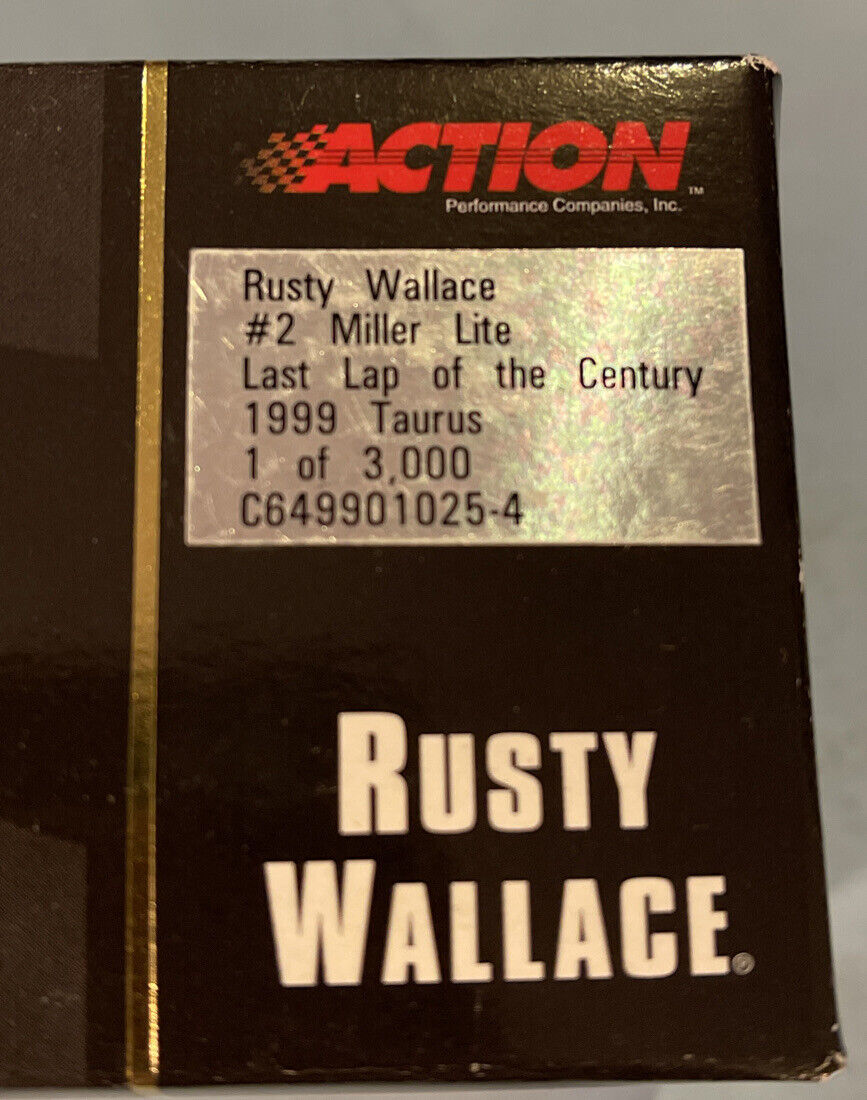 ACTION™
Performance Companies, Inc.
Rusty Wallace
#2 Miller Lite
Last Lap of the Century
1999 Taurus
1 of 3,000
C649901025-4
RUSTY
WALLACE®